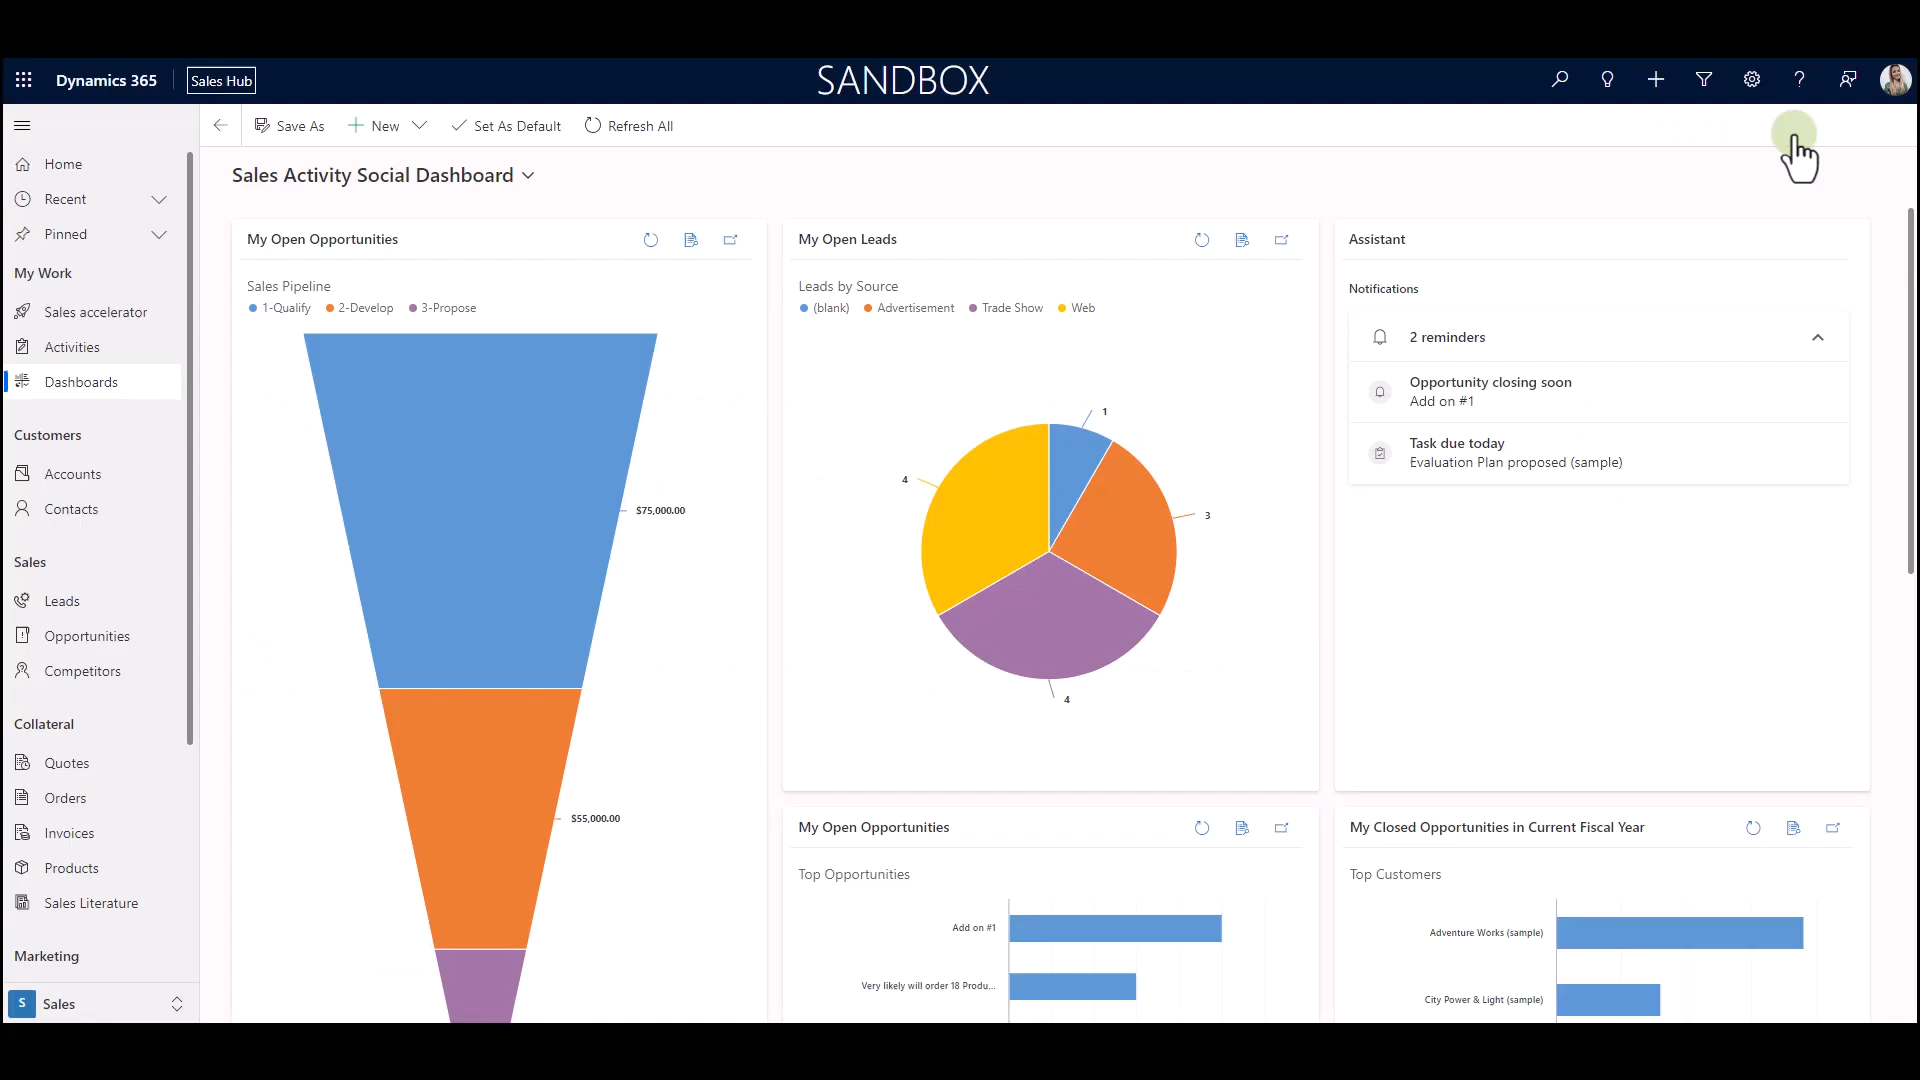 Dynamics 365
Sales Hub
SANDBOX
Save As
New
Set As Default
Refresh All
Home
Recent
Pinned
My Work
Sales accelerator
Activities
Dashboards
Customers
Accounts
Contacts
Sales
Leads
Opportunities
Competitors
Collateral
Quotes
Orders
Invoices
Products
Sales Literature
Marketing
S Sales
Sales Activity Social Dashboard
My Open Opportunities
Sales Pipeline
1-Qualify 2-Develop 3-Propose
$75,000.00
$55,000.00
My Open Leads
Leads by Source
(blank) Advertisement Trade Show Web
1
4
3
4
Assistant
Notifications
2 reminders
Opportunity closing soon
Add on #1
Task due today
Evaluation Plan proposed (sample)
My Open Opportunities
Top Opportunities
Add on #1
Very likely will order 18 Produ...
My Closed Opportunities in Current Fiscal Year
Top Customers
Adventure Works (sample)
City Power & Light (sample)